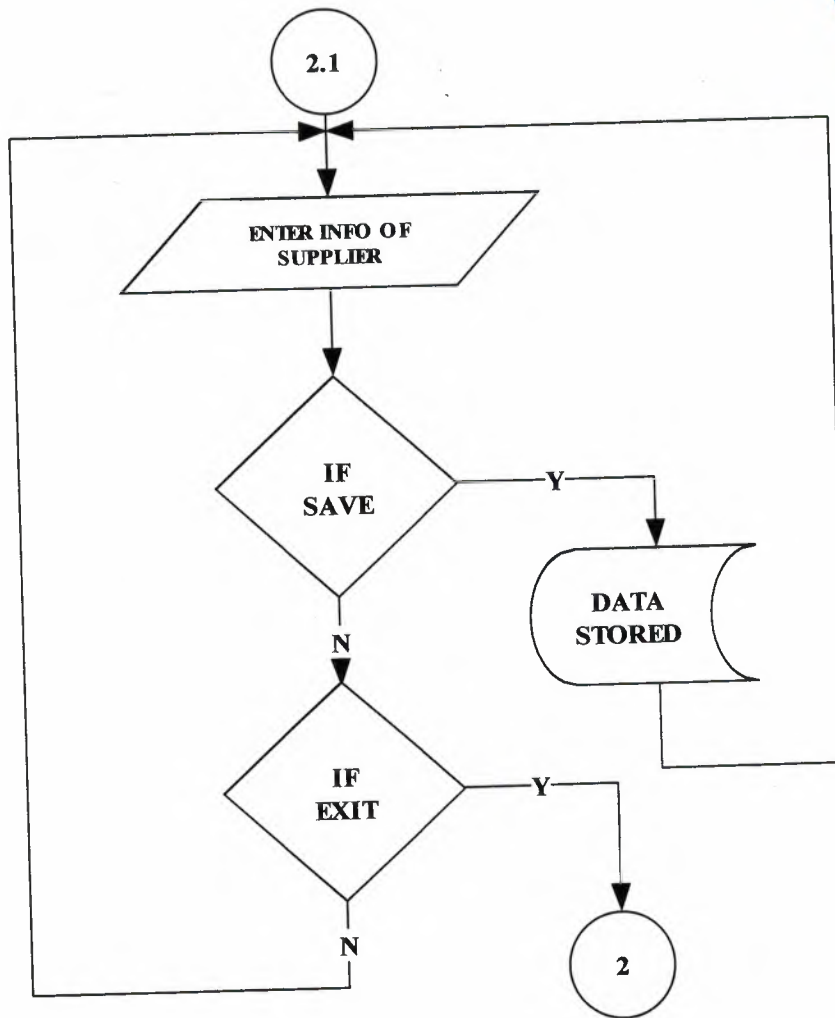 2.1
ENTER INFO OF
SUPPLIER
IF
SAVE
Y
DATA
STORED
N
IF
EXIT
Y
N
2